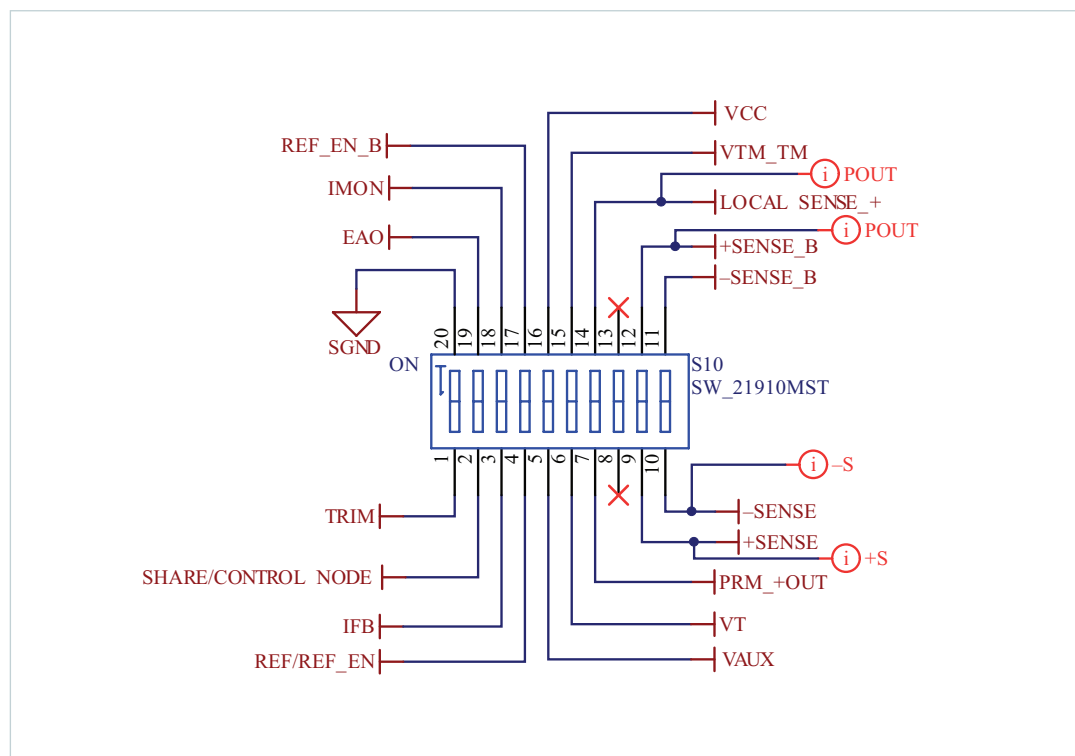 VCC
REF_EN_B
VTM_TM
i POUT
IMON
LOCAL SENSE_+
i POUT
EAO
+SENSE_B
–SENSE_B
SGND
20 19 18 17 16 15 14 13 12 11
ON
S10
SW_21910MST
1 2 3 4 5 6 7 8 9 10
i –S
TRIM
–SENSE
+SENSE
i +S
SHARE/CONTROL NODE
PRM_+OUT
IFB
VT
REF/REF_EN
VAUX